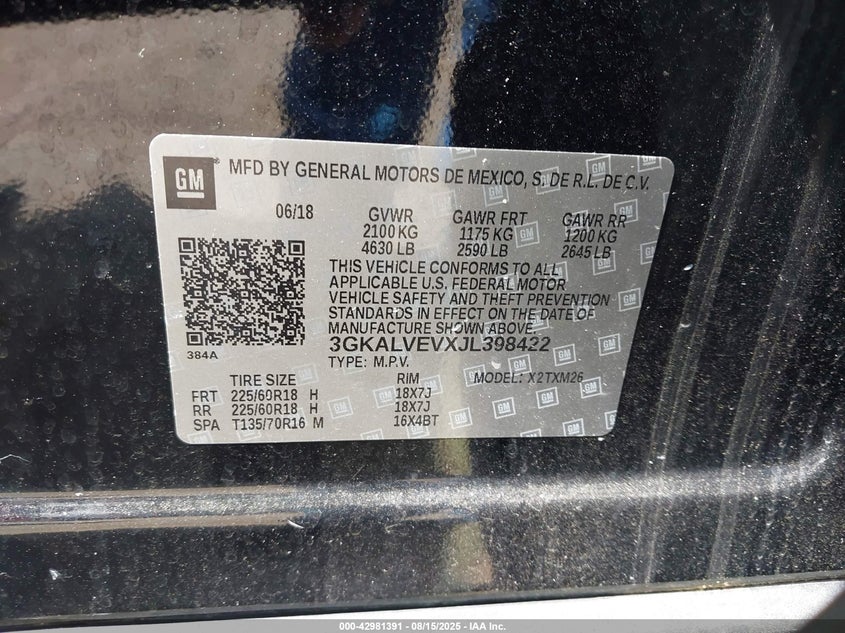 GM MFD BY GENERAL MOTORS DE MEXICO, S. DE R.L. DE C.V.
06/18 GVWR GAWR FRT GAWR RR
2100 KG 1175 KG 1200 KG
4630 LB 2590 LB 2645 LB
THIS VEHICLE CONFORMS TO ALL
APPLICABLE U.S. FEDERAL MOTOR
VEHICLE SAFETY AND THEFT PREVENTION
STANDARDS IN EFFECT ON THE DATE
OF MANUFACTURE SHOWN ABOVE.
384A 3GKALVEVXJL398422
TYPE: M.P.V.
TIRE SIZE RIM MODEL: X2TXM26
FRT 225/60R18 H 18X7J
RR 225/60R18 H 18X7J
SPA T135/70R16 M 16X4BT
000-42981391 - 08/15/2025 - IAA Inc.